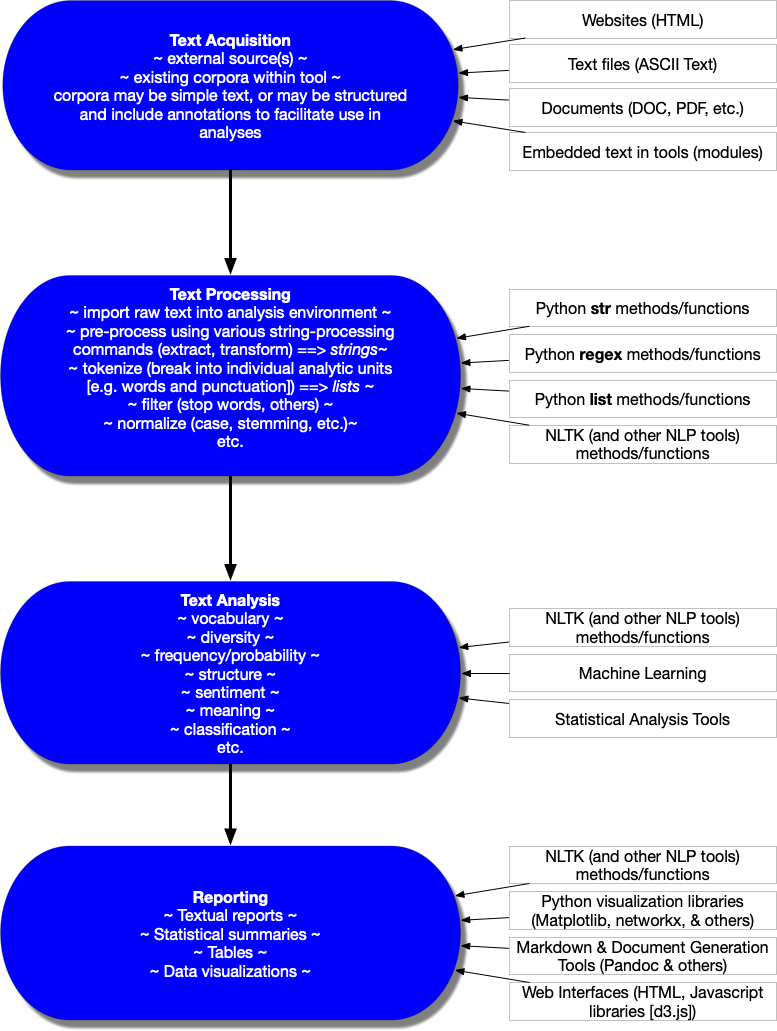 Text Acquisition
~ external source(s) ~
~ existing corpora within tool ~
corpora may be simple text, or may be structured
and include annotations to facilitate use in
analyses
Websites (HTML)
Text files (ASCII Text)
Documents (DOC, PDF, etc.)
Embedded text in tools (modules)
Text Processing
~ import raw text into analysis environment ~
~ pre-process using various string-processing
commands (extract, transform) ==> strings~
~ tokenize (break into individual analytic units
[e.g. words and punctuation]) ==> lists ~
~ filter (stop words, others) ~
~ normalize (case, stemming, etc.)~
etc.
Python str methods/functions
Python regex methods/functions
Python list methods/functions
NLTK (and other NLP tools)
methods/functions
Text Analysis
~ vocabulary ~
~ diversity ~
~ frequency/probability ~
~ structure ~
~ sentiment ~
~ meaning ~
~ classification ~
etc.
NLTK (and other NLP tools)
methods/functions
Machine Learning
Statistical Analysis Tools
Reporting
~ Textual reports ~
~ Statistical summaries ~
~ Tables ~
~ Data visualizations ~
NLTK (and other NLP tools)
methods/functions
Python visualization libraries
(Matplotlib, networkx, & others)
Markdown & Document Generation
Tools (Pandoc & others)
Web Interfaces (HTML, Javascript
libraries [d3.js])